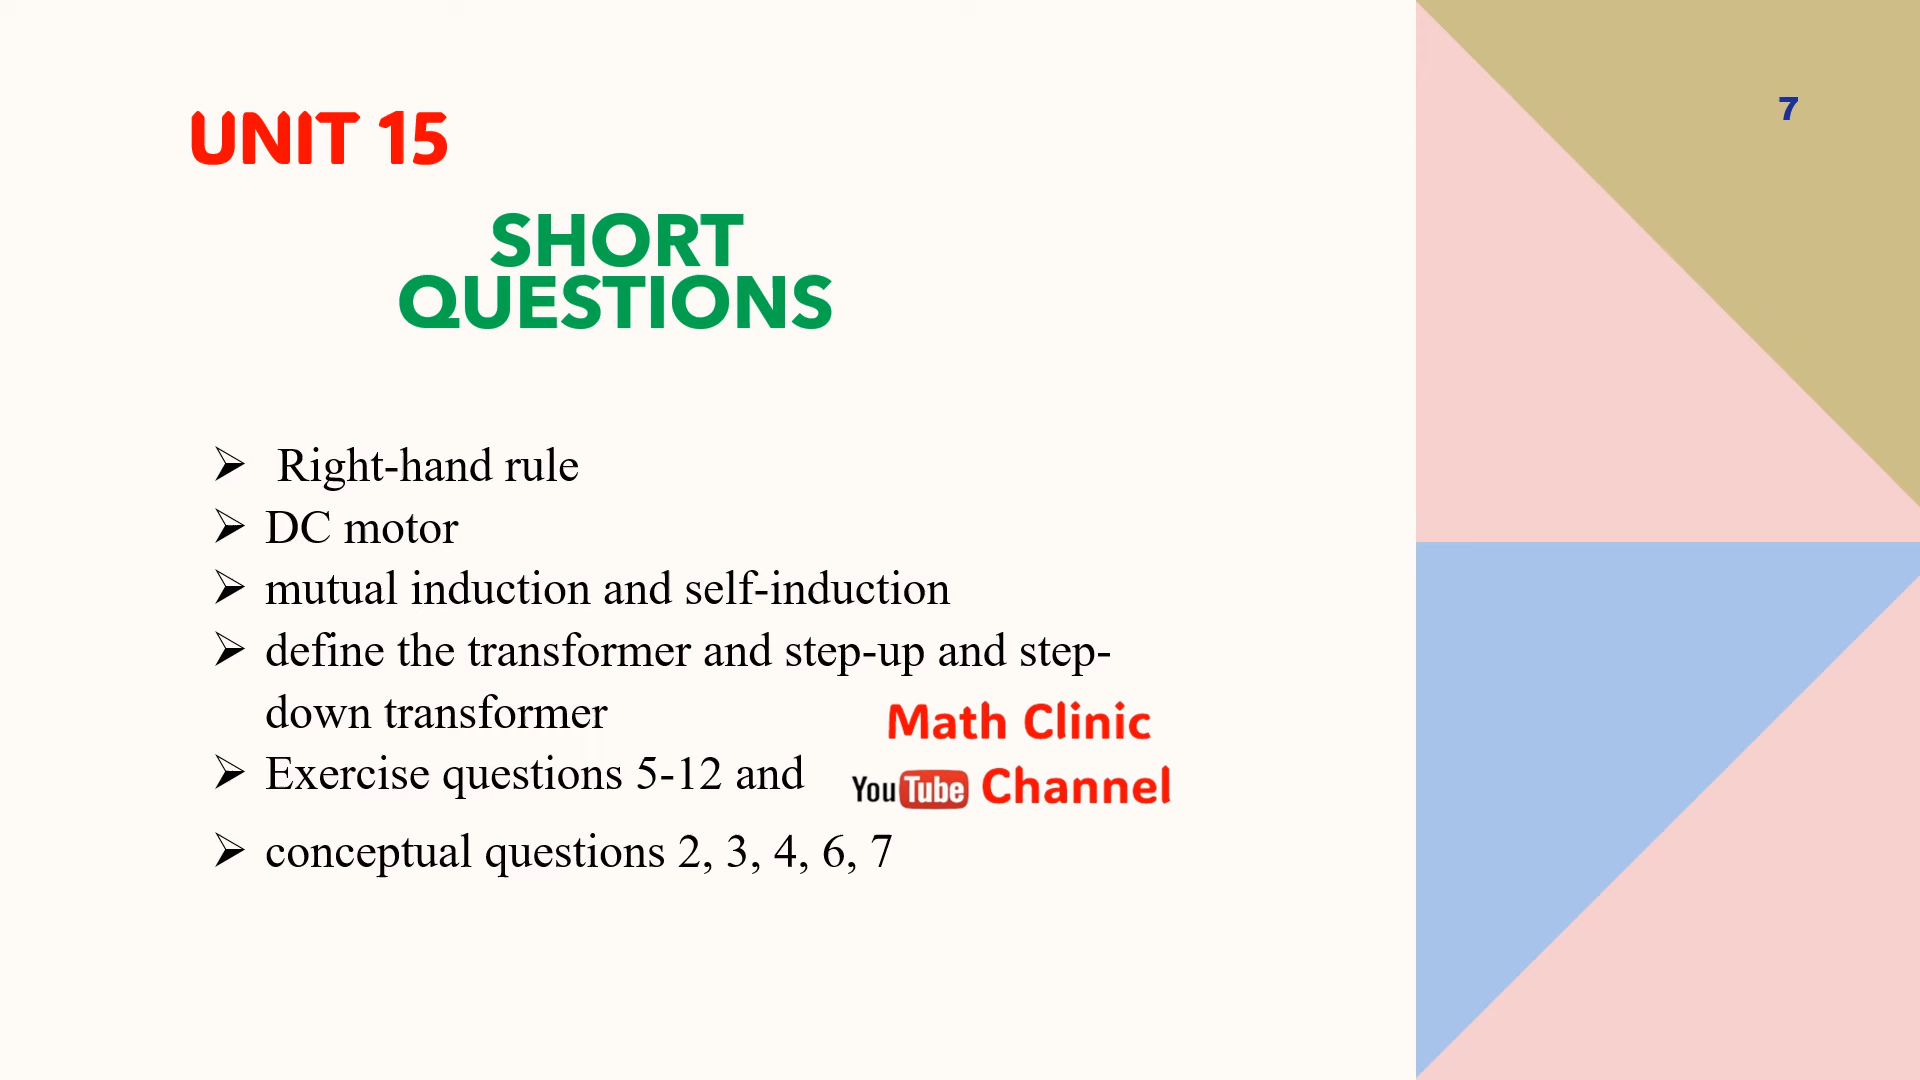 7
UNIT 15
SHORT
QUESTIONS
➢ Right-hand rule
➢ DC motor
➢ mutual induction and self-induction
➢ define the transformer and step-up and step-
down transformer
➢ Exercise questions 5-12 and
➢ conceptual questions 2, 3, 4, 6, 7
Math Clinic
YouTube Channel